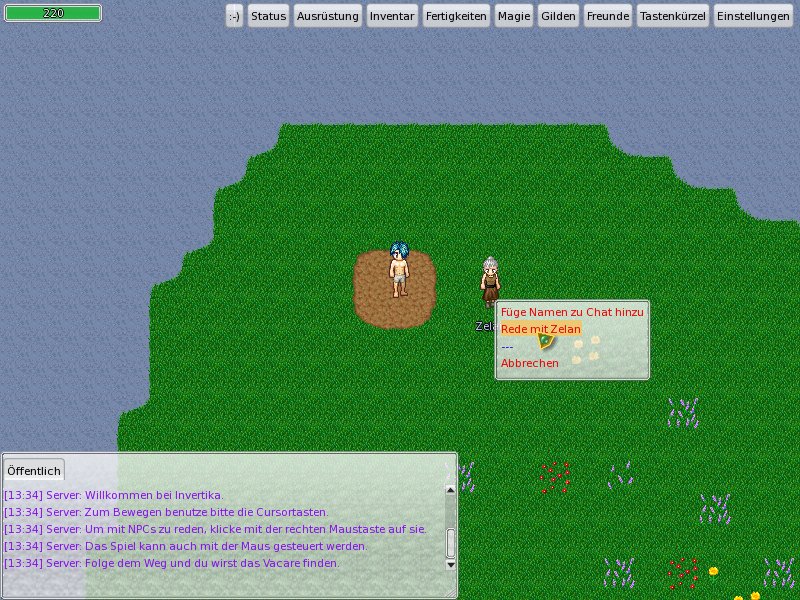 220
:-) Status Ausrüstung Inventar Fertigkeiten Magie Gilden Freunde Tastenkürzel Einstellungen
Füge Namen zu Chat hinzu
Rede mit Zelan
---
Abbrechen
Öffentlich
[13:34] Server: Willkommen bei Invertika.
[13:34] Server: Zum Bewegen benutze bitte die Cursortasten.
[13:34] Server: Um mit NPCs zu reden, klicke mit der rechten Maustaste auf sie.
[13:34] Server: Das Spiel kann auch mit der Maus gesteuert werden.
[13:34] Server: Folge dem Weg und du wirst das Vacare finden.